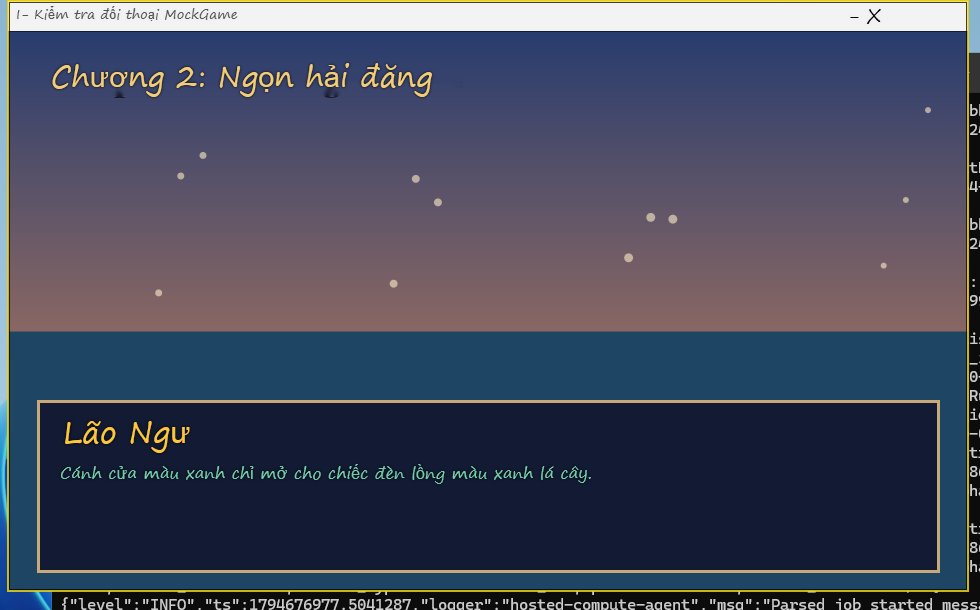 1- Kiểm tra đối thoại MockGame
– X
Chương 2: Ngọn hải đăng
Lão Ngư
Cánh cửa màu xanh chỉ mở cho chiếc đèn lồng màu xanh lá cây.
{"level":"INFO","ts":1794676977.5041287,"logger":"hosted-compute-agent","msg":"Parsed job started mes